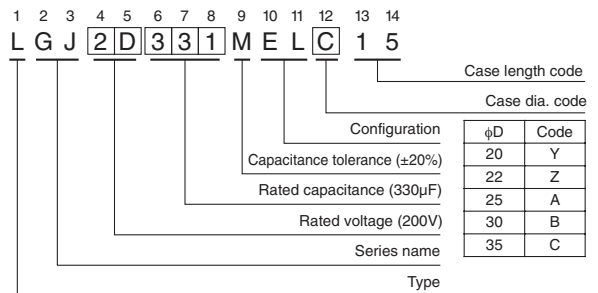 1 2 3 4 5 6 7 8 9 10 11 12 13 14
L G J 2 D 3 3 1 M E L C 1 5
Case length code
Case dia. code
Configuration
Capacitance tolerance (±20%)
Rated capacitance (330µF)
Rated voltage (200V)
Series name
Type
ϕD Code
20 Y
22 Z
25 A
30 B
35 C